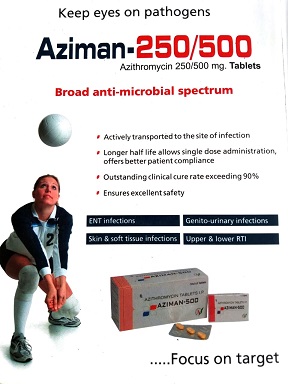 Keep eyes on pathogens
Aziman-250/500
Azithromycin 250/500 mg. Tablets
Broad anti-microbial spectrum
Actively transported to the site of infection
Longer half life allows single dose administration,
offers better patient compliance
Outstanding clinical cure rate exceeding 90%
Ensures excellent safety
ENT infections
Genito-urinary infections
Skin & soft tissue infections
Upper & lower RTI
2
AZIMAN-500
AZIMAN-500
.....Focus on target